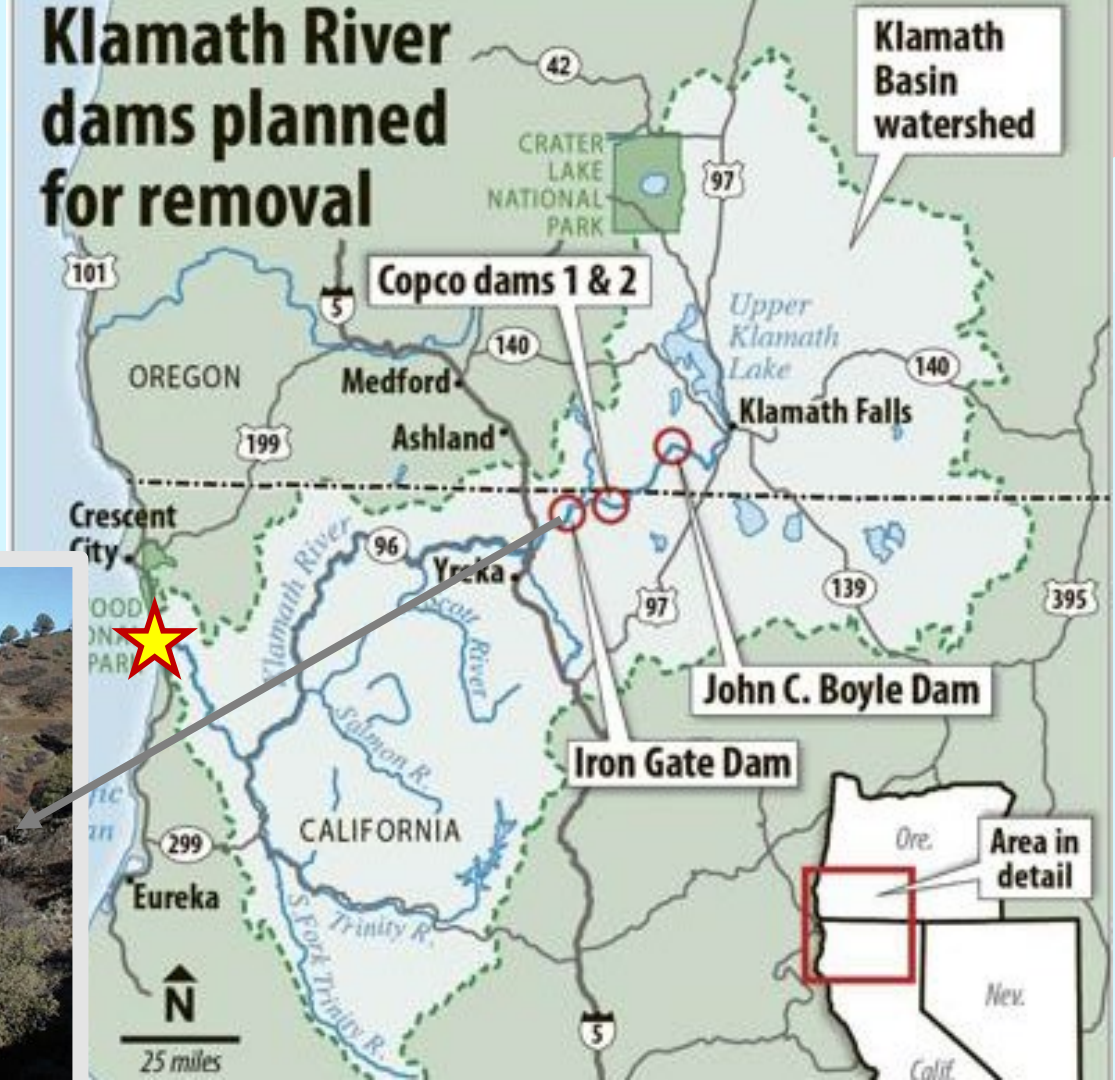 Klamath River
dams planned
for removal
Klamath
Basin
watershed
42
CRATER
LAKE
NATIONAL
PARK
97
101
5
Copco dams 1 & 2
Upper
Klamath
Lake
140
140
OREGON
Medford
Klamath Falls
199
Ashland
Crescent
City
96
Klamath River
Yreka
Scott
River
97
139
395
PARK
John C. Boyle Dam
Salmon R.
Iron Gate Dam
CALIFORNIA
299
Eureka
Trinity R.
S Fork Trinity R.
Ore.
Area in
detail
Nev.
Calif.
N
25 miles
5